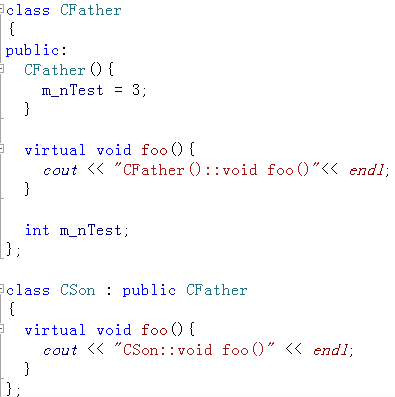 class CFather
{
public:
  CFather(){
    m_nTest = 3;
  }

  virtual void foo(){
    cout << "CFather()::void foo()"<< endl;
  }

  int m_nTest;
};

class CSon : public CFather
{
  virtual void foo(){
    cout << "CSon::void foo()" << endl;
  }
};